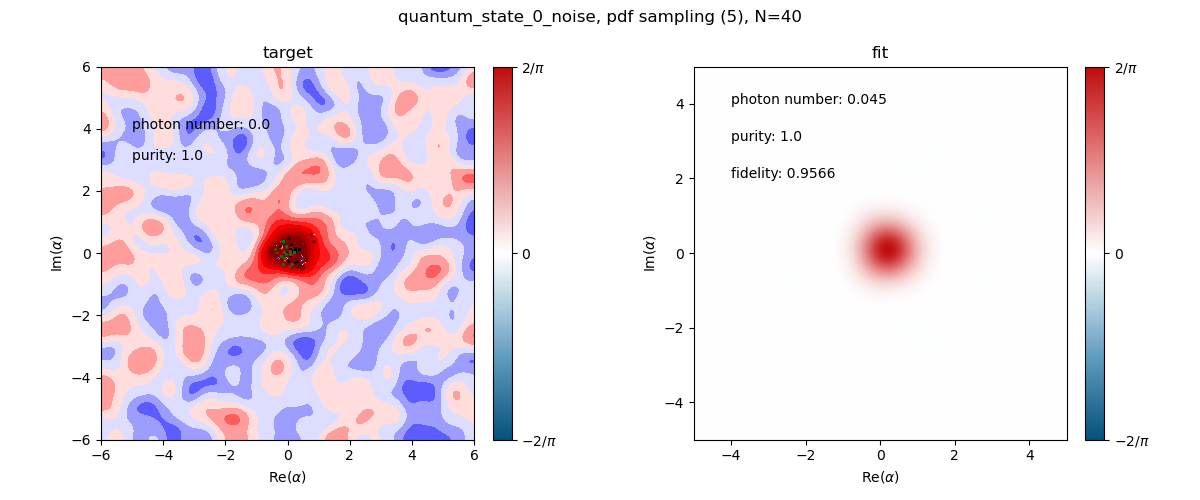 quantum_state_0_noise, pdf sampling (5), N=40
target
photon number: 0.0
purity: 1.0
6
4
2
0
−2
−4
−6
−6 −4 −2 0 2 4 6
Im(α)
Re(α)
2/π
0
−2/π
fit
photon number: 0.045
purity: 1.0
fidelity: 0.9566
4
2
0
−2
−4
−4 −2 0 2 4
Im(α)
Re(α)
2/π
0
−2/π